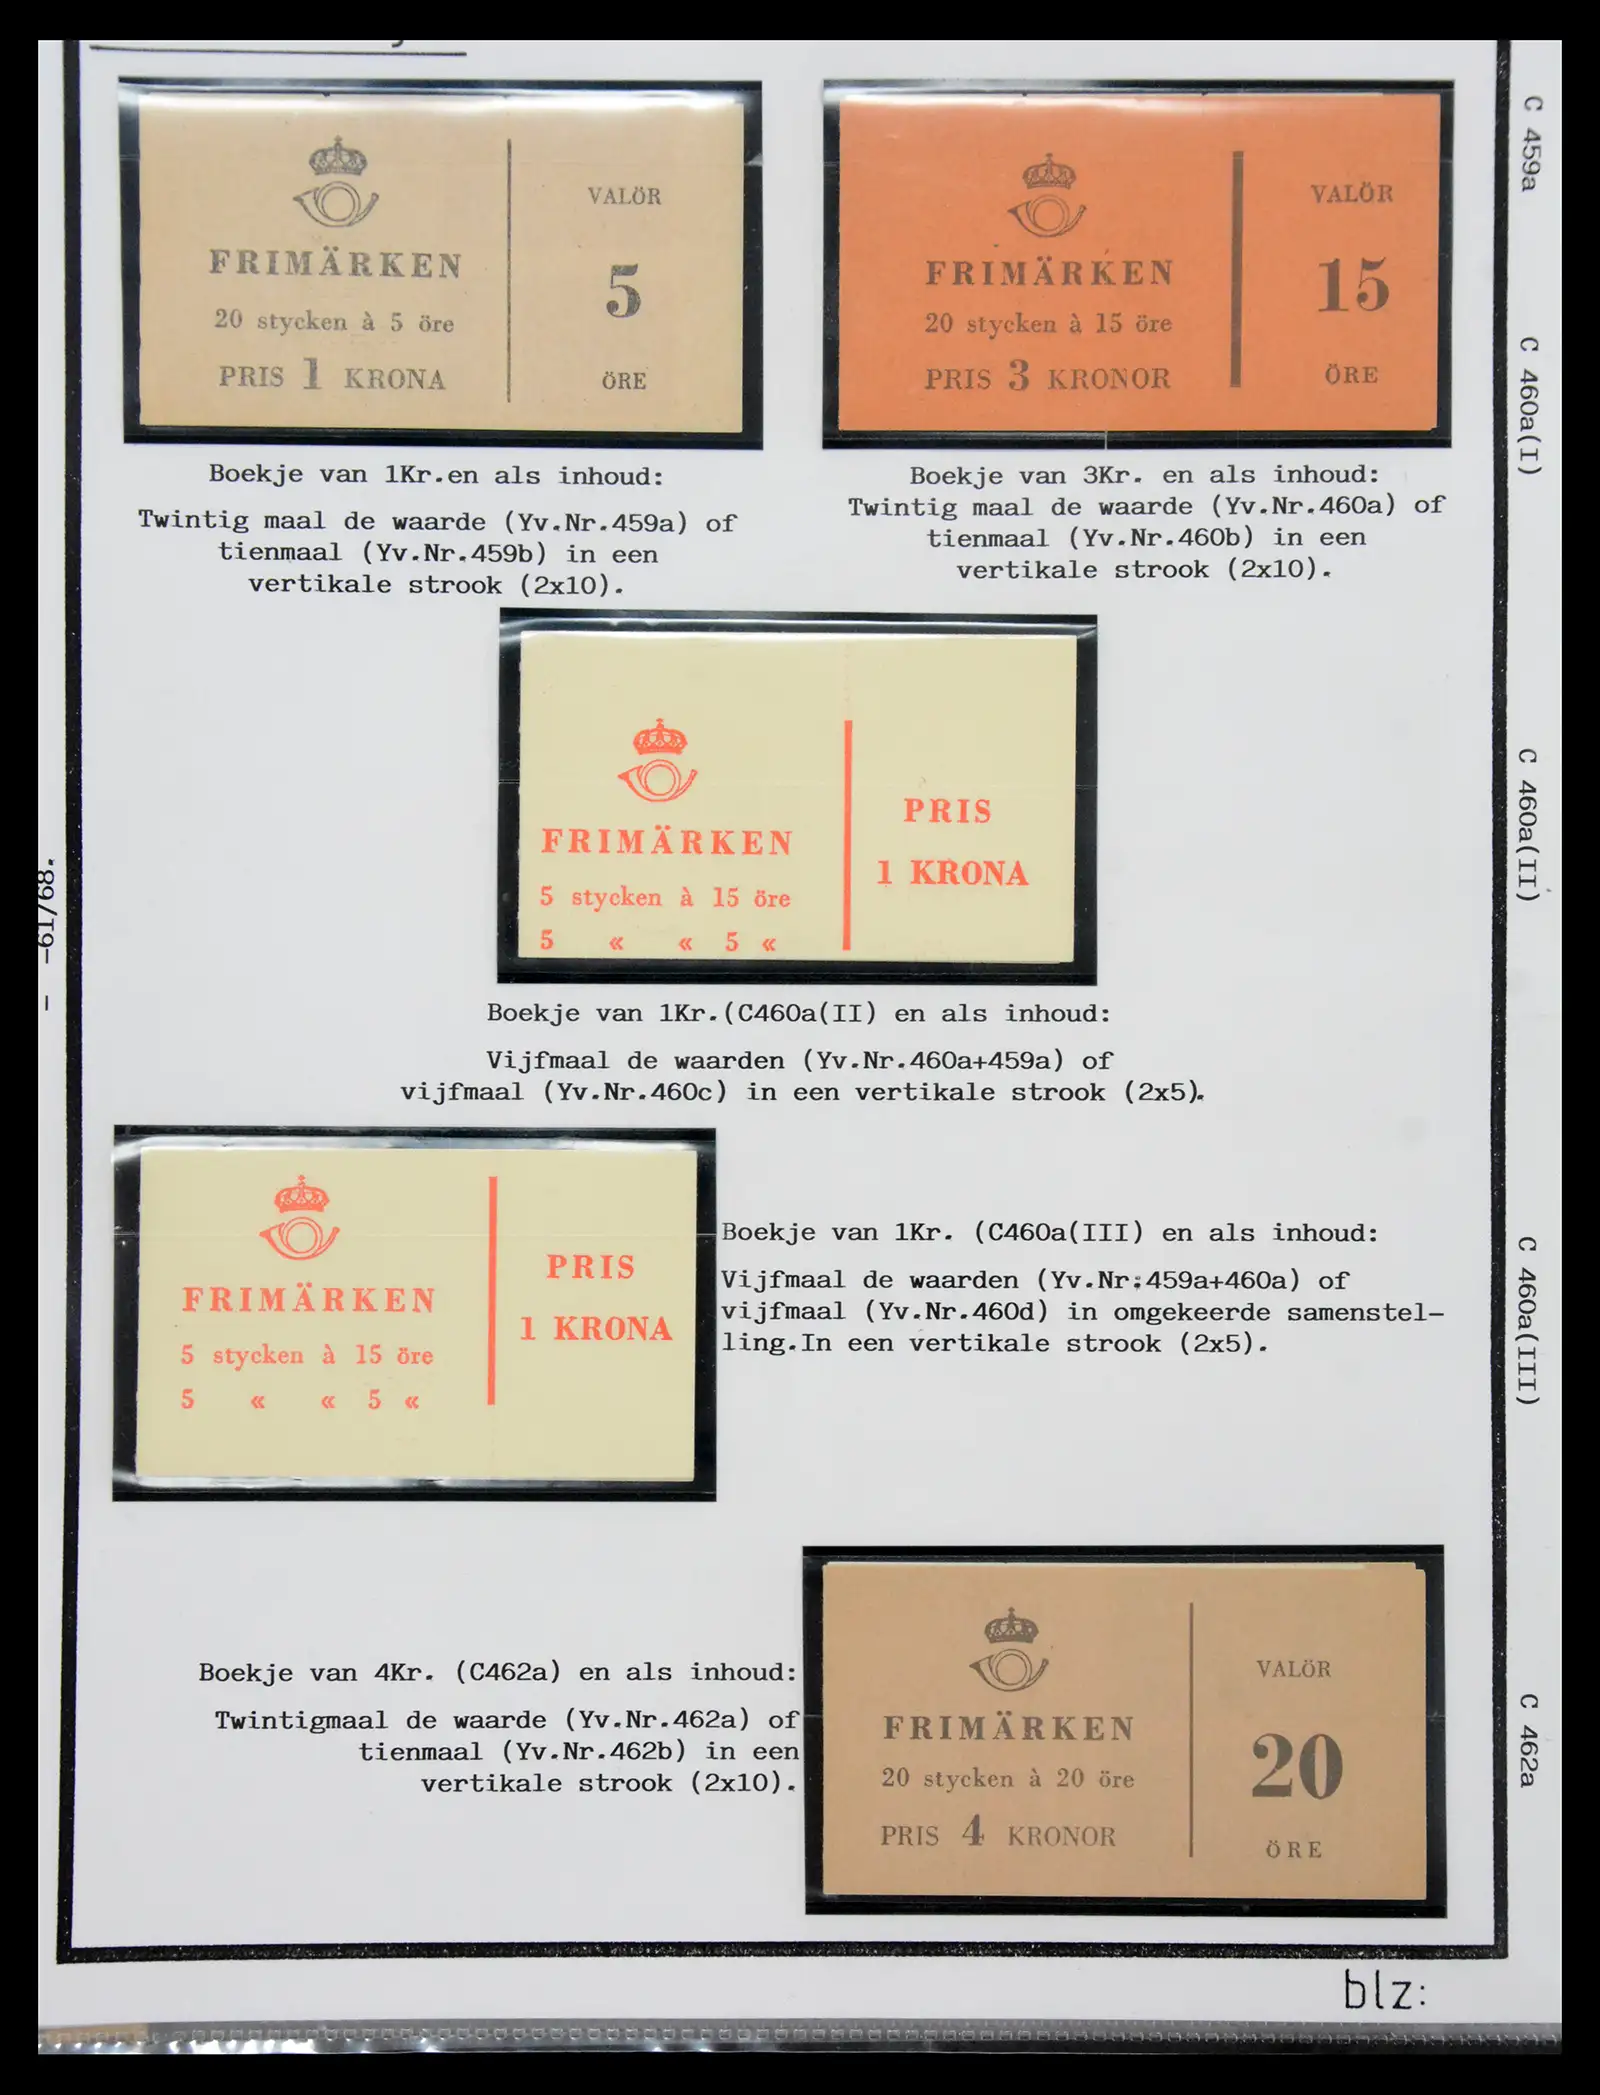 FRIMÄRKEN
20 stycken à 5 öre
PRIS 1 KRONA
VALÖR
5
ÖRE
FRIMÄRKEN
20 stycken à 15 öre
PRIS 3 KRONOR
VALÖR
15
ÖRE
Boekje van 1Kr.en als inhoud:
Twintig maal de waarde (Yv.Nr.459a) of
tienmaal (Yv.Nr.459b) in een
vertikale strook (2x10).
Boekje van 3Kr. en als inhoud:
Twintig maal de waarde (Yv.Nr.460a) of
tienmaal (Yv.Nr.460b) in een
vertikale strook (2x10).
FRIMÄRKEN
5 stycken à 15 öre
5 « « 5 «
PRIS
1 KRONA
Boekje van 1Kr.(C460a(II) en als inhoud:
Vijfmaal de waarden (Yv.Nr.460a+459a) of
vijfmaal (Yv.Nr.460c) in een vertikale strook (2x5).
FRIMÄRKEN
5 stycken à 15 öre
5 « « 5 «
PRIS
1 KRONA
Boekje van 1Kr. (C460a(III) en als inhoud:
Vijfmaal de waarden (Yv.Nr:459a+460a) of
vijfmaal (Yv.Nr.460d) in omgekeerde samenstel-
ling.In een vertikale strook (2x5).
Boekje van 4Kr. (C462a) en als inhoud:
Twintigmaal de waarde (Yv.Nr.462a) of
tienmaal (Yv.Nr.462b) in een
vertikale strook (2x10).
FRIMÄRKEN
20 stycken à 20 öre
PRIS 4 KRONOR
VALÖR
20
ÖRE
C 459a
C 460a(I)
C 460a(II)
C 460a(III)
C 462a
- -61/68.
blz: